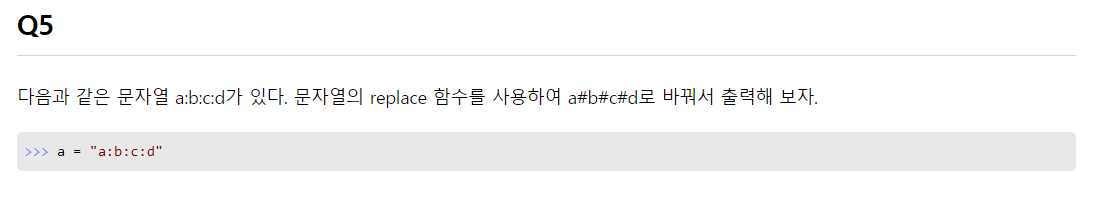 Q5
다음과 같은 문자열 a:b:c:d가 있다. 문자열의 replace 함수를 사용하여 a#b#c#d로 바꿔서 출력해 보자.
>>> a = "a:b:c:d"